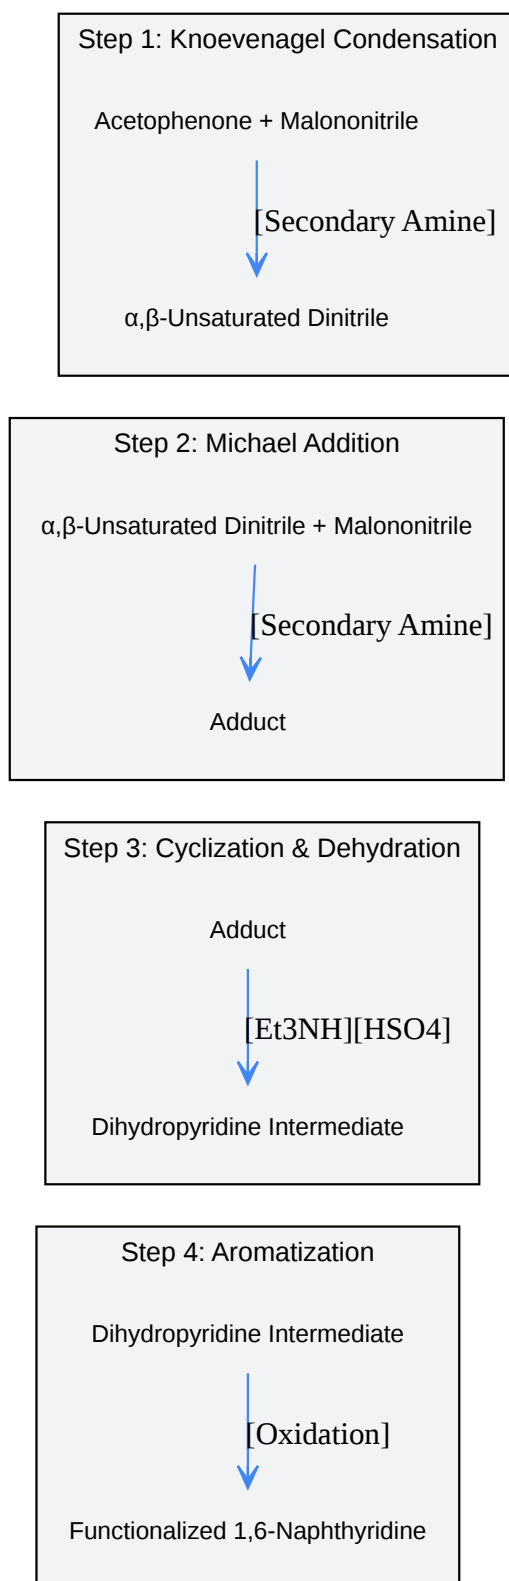 Step 1: Knoevenagel Condensation
Acetophenone + Malononitrile
[Secondary Amine]
α,β-Unsaturated Dinitrile
Step 2: Michael Addition
α,β-Unsaturated Dinitrile + Malononitrile
[Secondary Amine]
Adduct
Step 3: Cyclization & Dehydration
Adduct
[Et3NH][HSO4]
Dihydropyridine Intermediate
Step 4: Aromatization
Dihydropyridine Intermediate
[Oxidation]
Functionalized 1,6-Naphthyridine